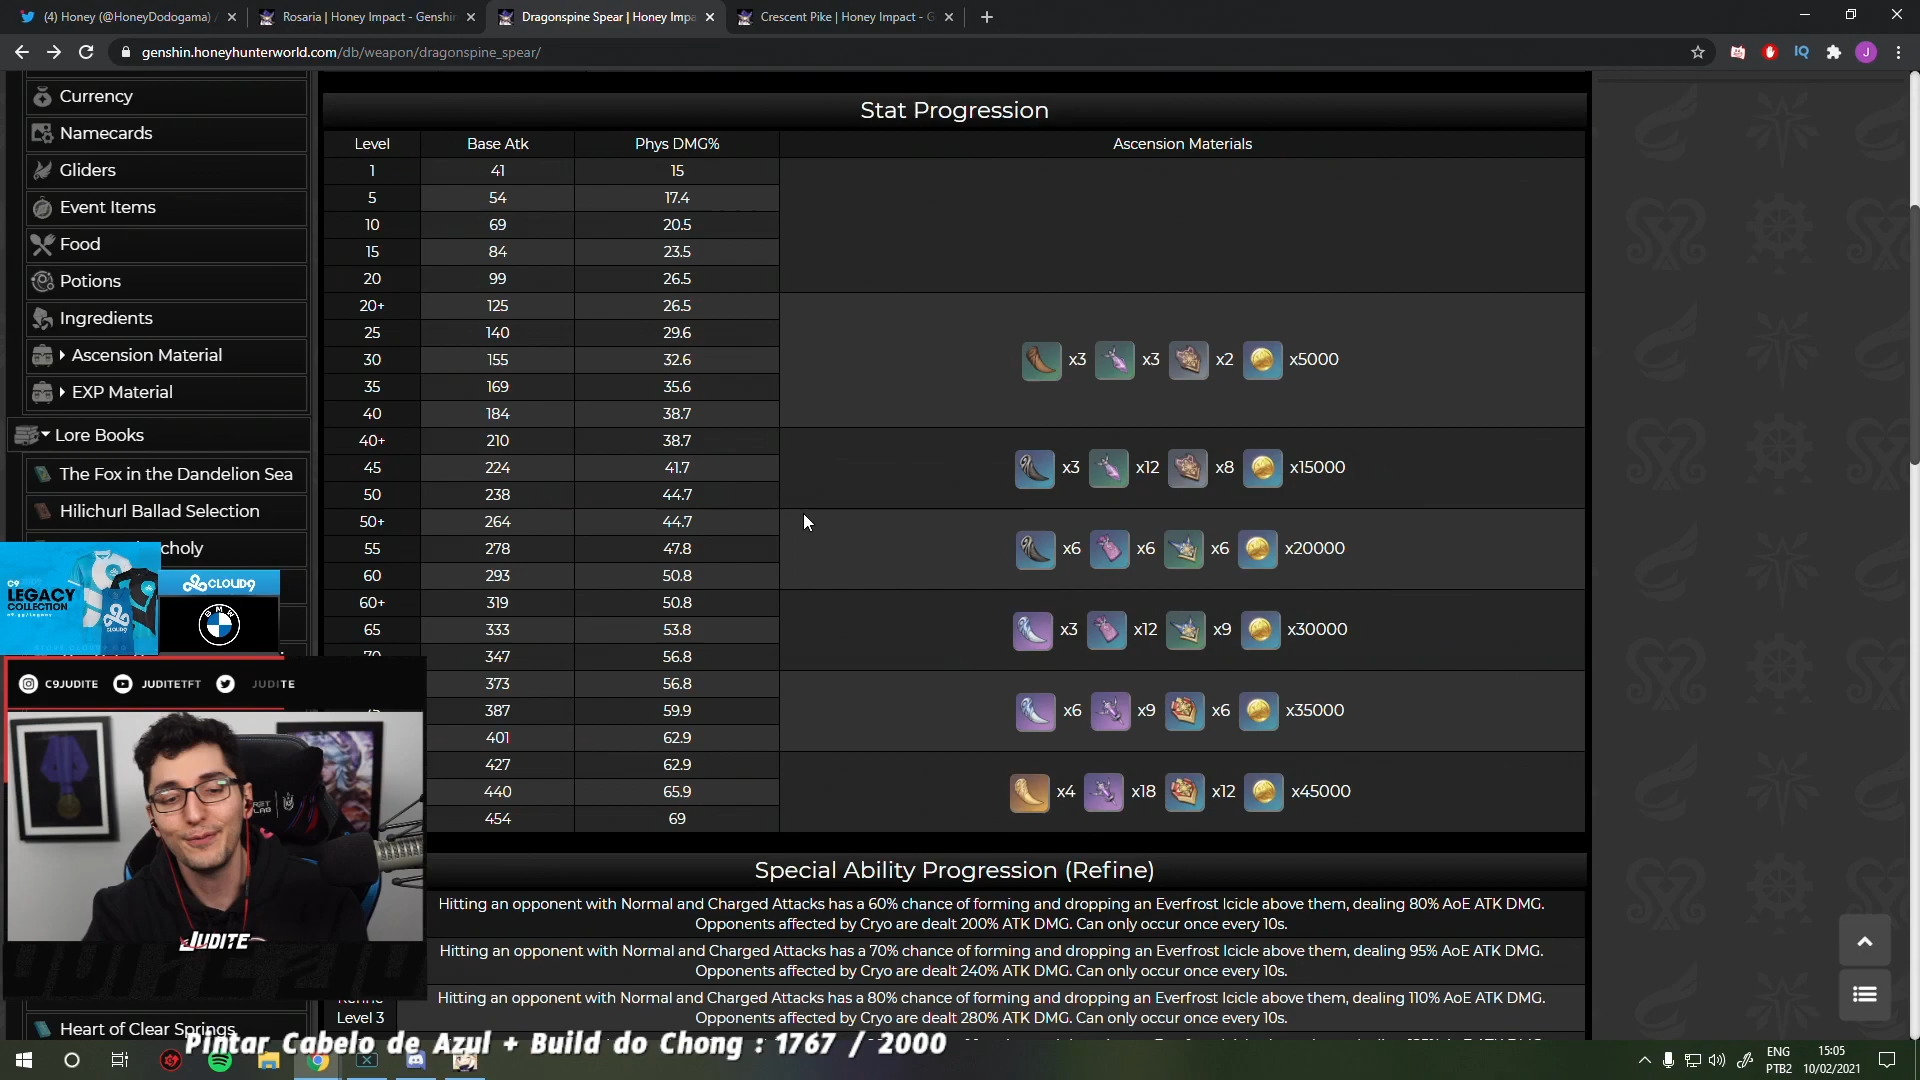 (4) Honey (@HoneyDodogama) /
Rosaria | Honey Impact - Genshin
Dragonspine Spear | Honey Impa
Crescent Pike | Honey Impact - G
genshin.honeyhunterworld.com/db/weapon/dragonspine_spear/
IQ
J
Currency
Namecards
Gliders
Event Items
Food
Potions
Ingredients
Ascension Material
EXP Material
Lore Books
The Fox in the Dandelion Sea
Hilichurl Ballad Selection
choly
Heart of Clear Springs
Stat Progression
Level Base Atk Phys DMG% Ascension Materials
1 41 15
5 54 17.4
10 69 20.5
15 84 23.5
20 99 26.5
20+ 125 26.5
25 140 29.6
30 155 32.6 x3 x3 x2 x5000
35 169 35.6
40 184 38.7
40+ 210 38.7
45 224 41.7 x3 x12 x8 x15000
50 238 44.7
50+ 264 44.7
55 278 47.8 x6 x6 x6 x20000
60 293 50.8
60+ 319 50.8
65 333 53.8 x3 x12 x9 x30000
70 347 56.8
373 56.8
75 387 59.9 x6 x9 x6 x35000
401 62.9
427 62.9
440 65.9 x4 x18 x12 x45000
454 69
Special Ability Progression (Refine)
Hitting an opponent with Normal and Charged Attacks has a 60% chance of forming and dropping an Everfrost Icicle above them, dealing 80% AoE ATK DMG.
Opponents affected by Cryo are dealt 200% ATK DMG. Can only occur once every 10s.
Hitting an opponent with Normal and Charged Attacks has a 70% chance of forming and dropping an Everfrost Icicle above them, dealing 95% AoE ATK DMG.
Opponents affected by Cryo are dealt 240% ATK DMG. Can only occur once every 10s.
Refine
Level 3
Hitting an opponent with Normal and Charged Attacks has a 80% chance of forming and dropping an Everfrost Icicle above them, dealing 110% AoE ATK DMG.
Opponents affected by Cryo are dealt 280% ATK DMG. Can only occur once every 10s.
C9
LEGACY
COLLECTION
CLOUD9
BMW
C9JUDITE JUDITETFT JUDITE
JUDITE
Pintar Cabelo de Azul + Build do Chong : 1767 / 2000
ENG
PTB2
15:05
10/02/2021